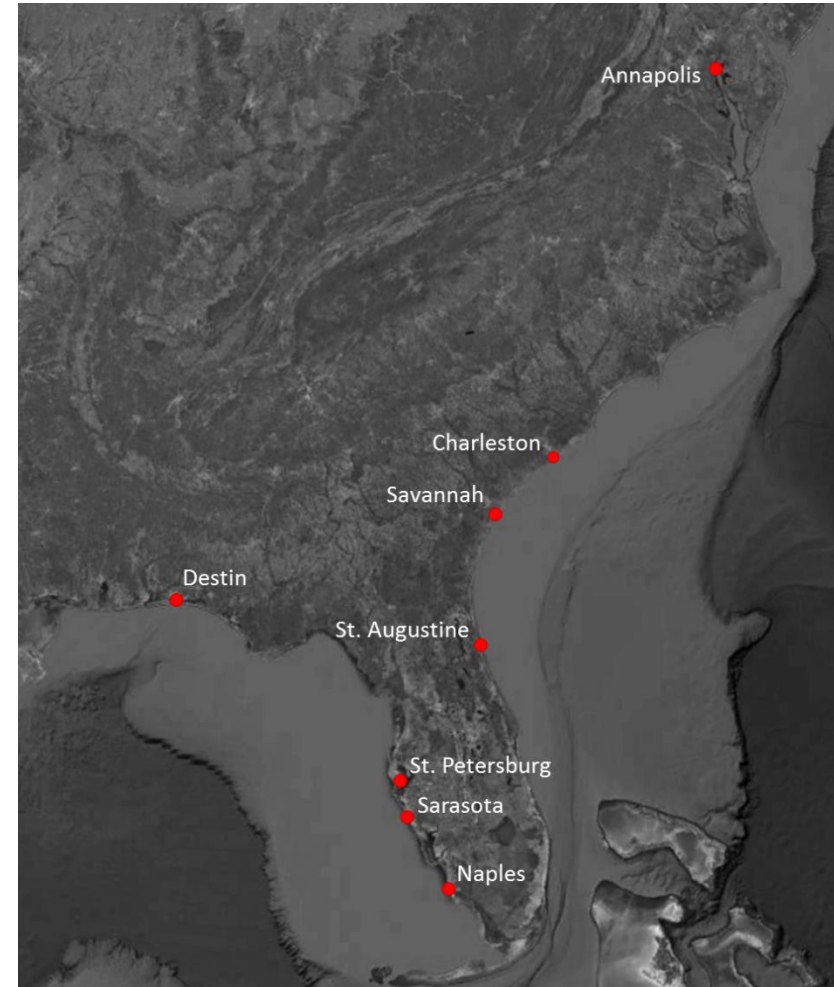 Annapolis
Charleston
Savannah
Destin
St. Augustine
St. Petersburg
Sarasota
Naples